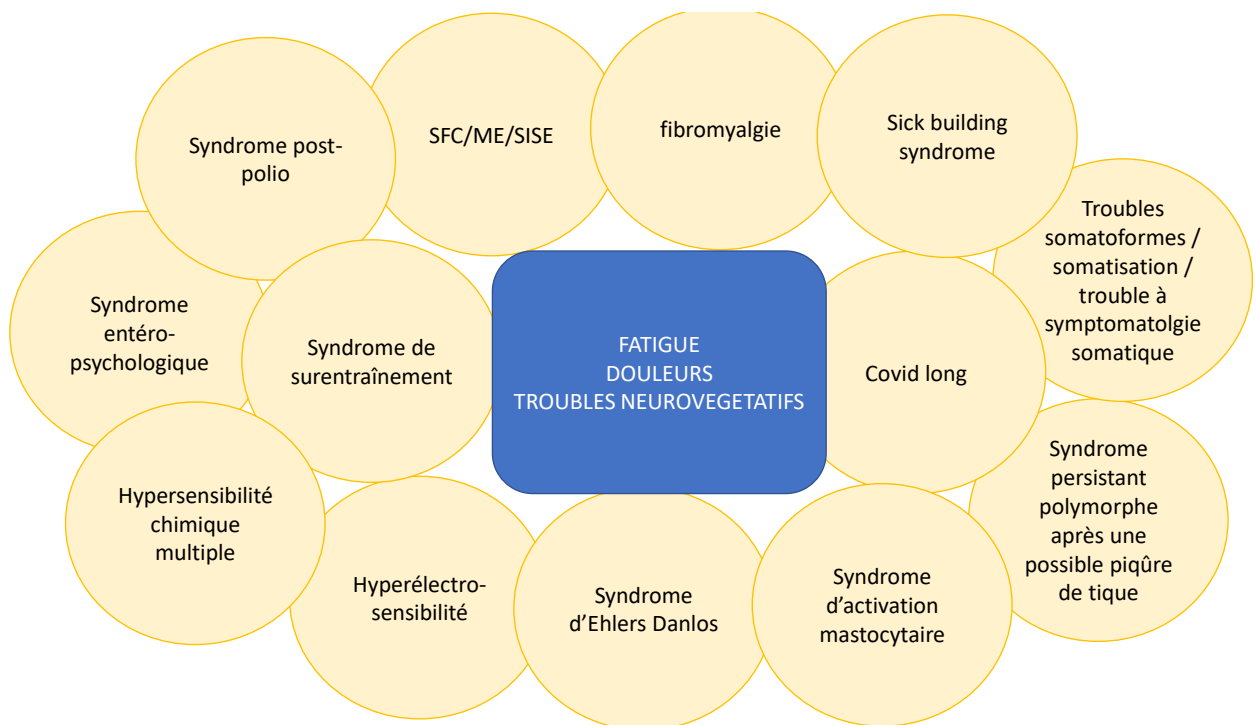 Syndrome post-
polio
SFC/ME/SISE
fibromyalgie
Sick building
syndrome
Troubles
somatoformes /
somatisation /
trouble à
symptomatolgie
somatique
Syndrome
entéro-
psychologique
Syndrome de
surentraînement
FATIGUE
DOULEURS
TROUBLES NEUROVEGETATIFS
Covid long
Hypersensibilité
chimique
multiple
Hyperélectro-
sensibilité
Syndrome
d’Ehlers Danlos
Syndrome
d’activation
mastocytaire
Syndrome
persistant
polymorphe
après une
possible piqûre
de tique